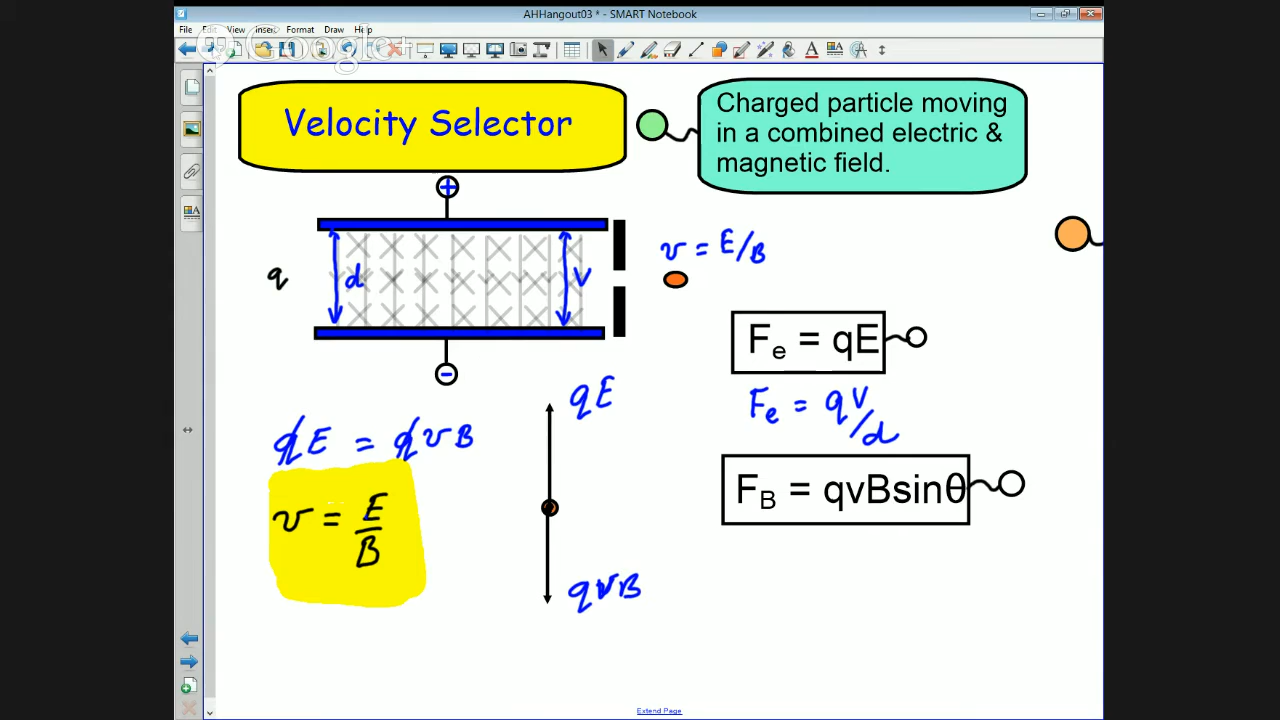 AHHangout03 * - SMART Notebook
File Edit View Insert Format Draw Help
Google+
Velocity Selector
Charged particle moving
in a combined electric &
magnetic field.
+
q
d
V
v = E/B
−
Fe = qE
Fe = qV/d
FB = qvBsinθ
qE
qE = qvB
v = E/B
qvB
Extend Page